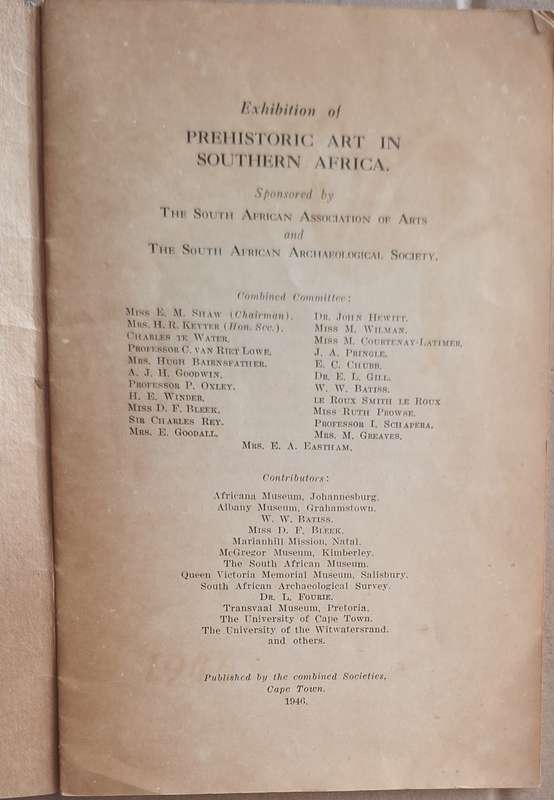 Exhibition of
PREHISTORIC ART IN
SOUTHERN AFRICA.
Sponsored by
THE SOUTH AFRICAN ASSOCIATION OF ARTS
and
THE SOUTH AFRICAN ARCHAEOLOGICAL SOCIETY.
Combined Committee:
MISS E. M. SHAW (Chairman).
MRS. H. R. KEYTER (Hon. Sec.).
CHARLES TE WATER.
PROFESSOR C. VAN RIET LOWE.
MRS. HUGH BAIRNSFATHER.
A. J. H. GOODWIN.
PROFESSOR P. OXLEY.
H. E. WINDER.
MISS D. F. BLEEK.
SIR CHARLES REY.
MRS. E. GOODALL.
DR. JOHN HEWITT.
MISS M. WILMAN.
MISS M. COURTENAY-LATIMER.
J. A. PRINGLE.
E. C. CHUBB.
DR. E. L. GILL.
W. W. BATISS.
LE ROUX SMITH LE ROUX
MISS RUTH PROWSE.
PROFESSOR I. SCHAPERA.
MRS. M. GREAVES.
MRS. E. A. EASTHAM.
Contributors:
Africana Museum, Johannesburg.
Albany Museum, Grahamstown.
W. W. BATISS.
MISS D. F. BLEEK.
Marianhill Mission, Natal.
McGregor Museum, Kimberley.
The South African Museum.
Queen Victoria Memorial Museum, Salisbury.
South African Archaeological Survey.
DR. L. FOURIE.
Transvaal Museum, Pretoria.
The University of Cape Town.
The University of the Witwatersrand.
and others.
Published by the combined Societies,
Cape Town.
1946.